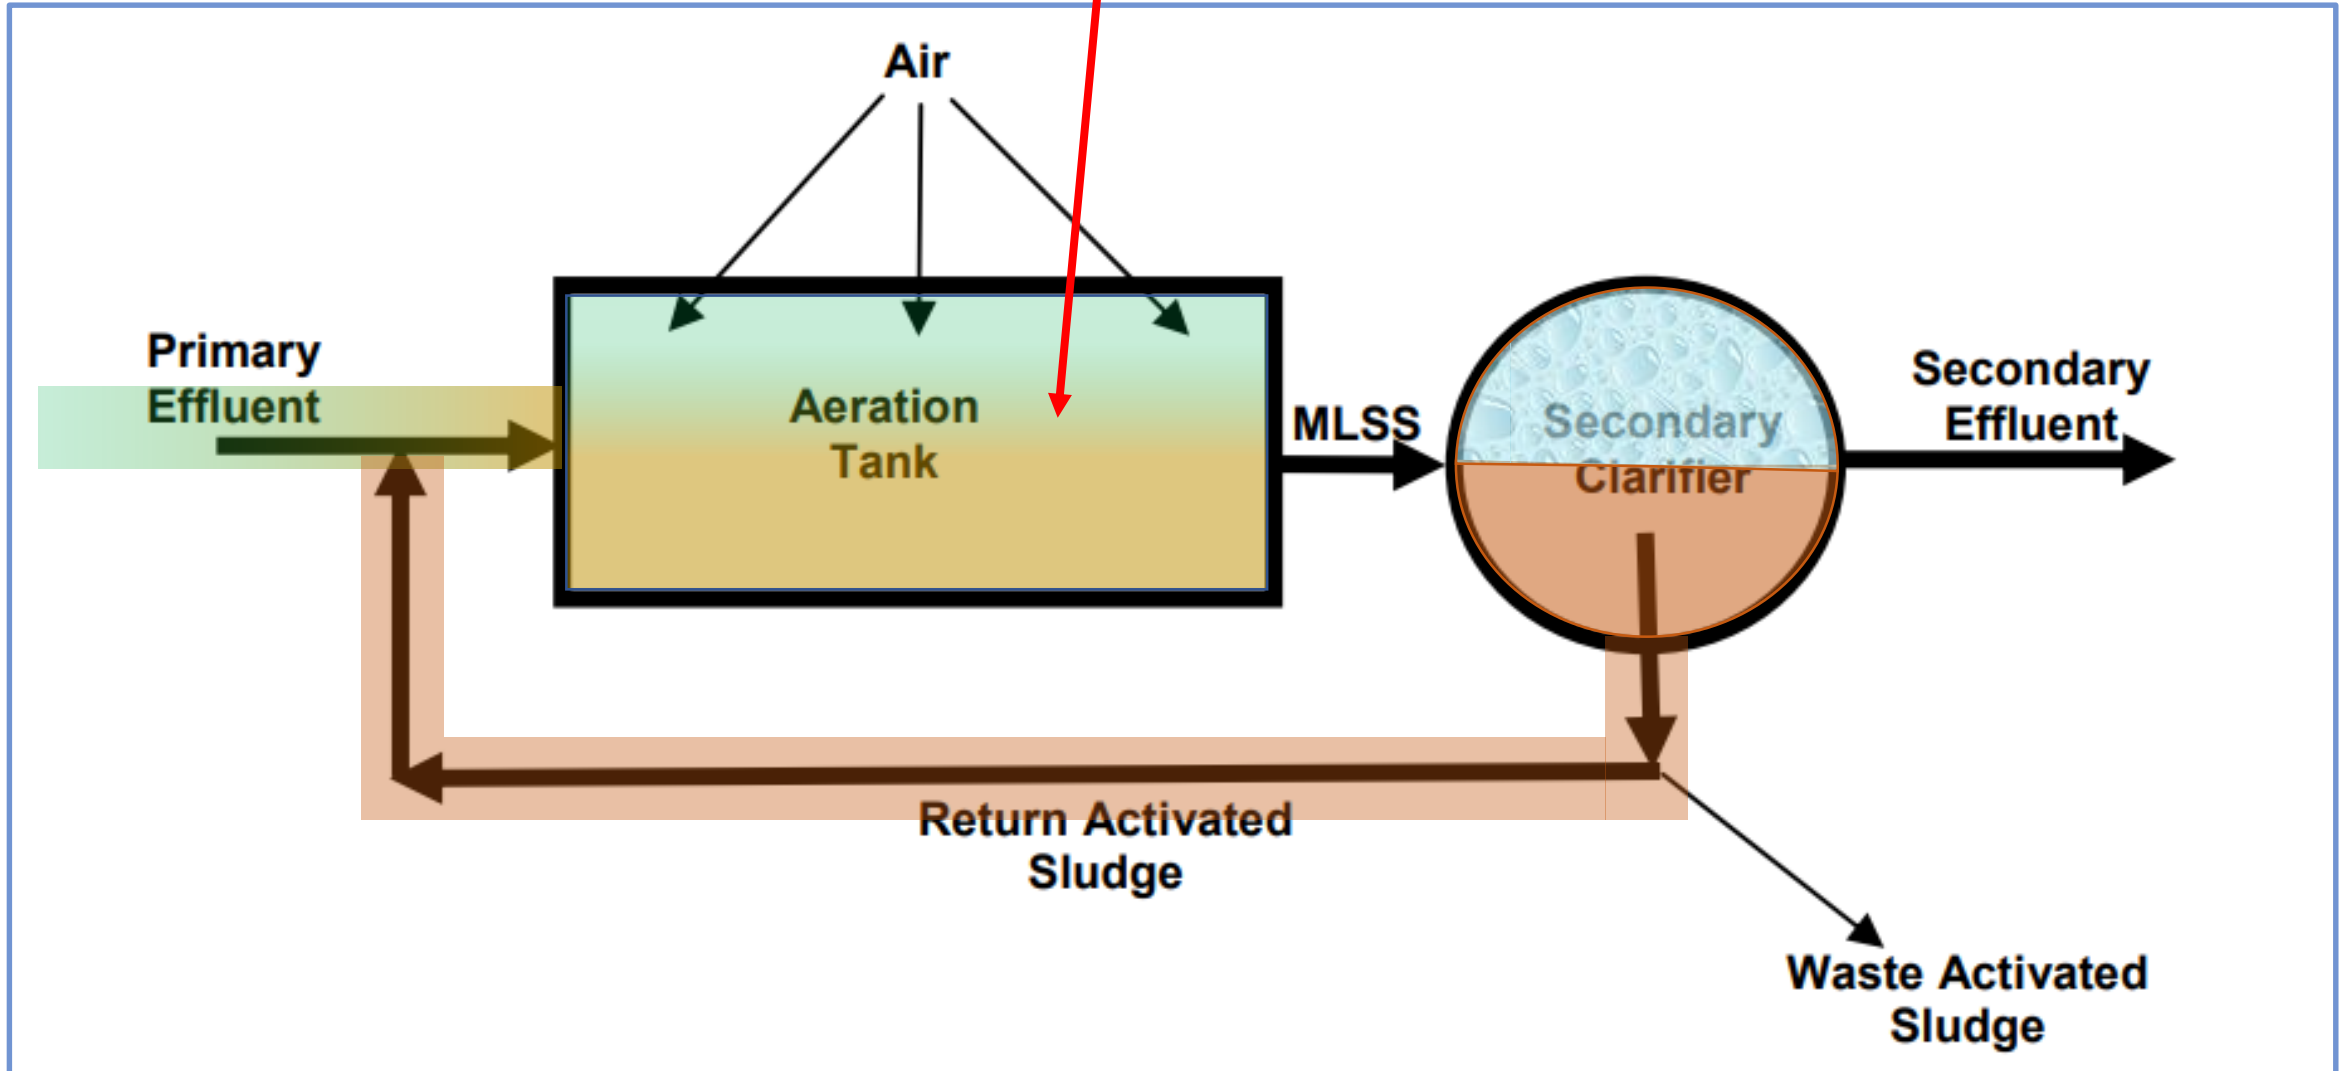 Air
Primary
Effluent
Aeration
Tank
MLSS
Secondary
Clarifier
Secondary
Effluent
Return Activated
Sludge
Waste Activated
Sludge